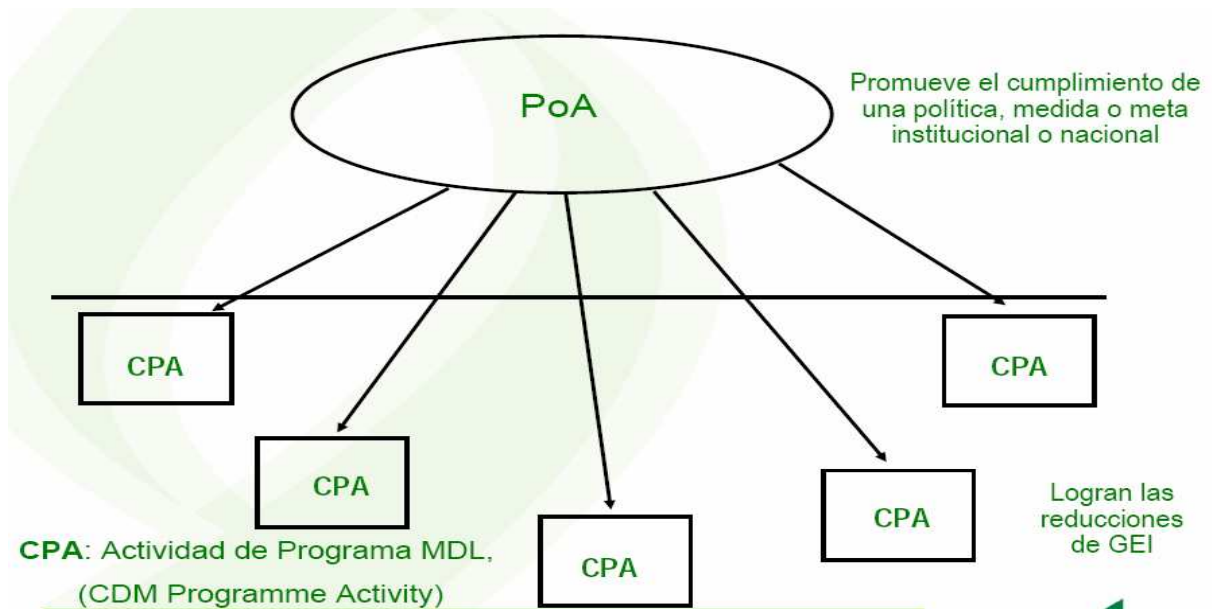 PoA
Promueve el cumplimiento de
una política, medida o meta
institucional o nacional
CPA
CPA
CPA
CPA
CPA
Logran las
reducciones
de GEI
CPA: Actividad de Programa MDL,
(CDM Programme Activity)